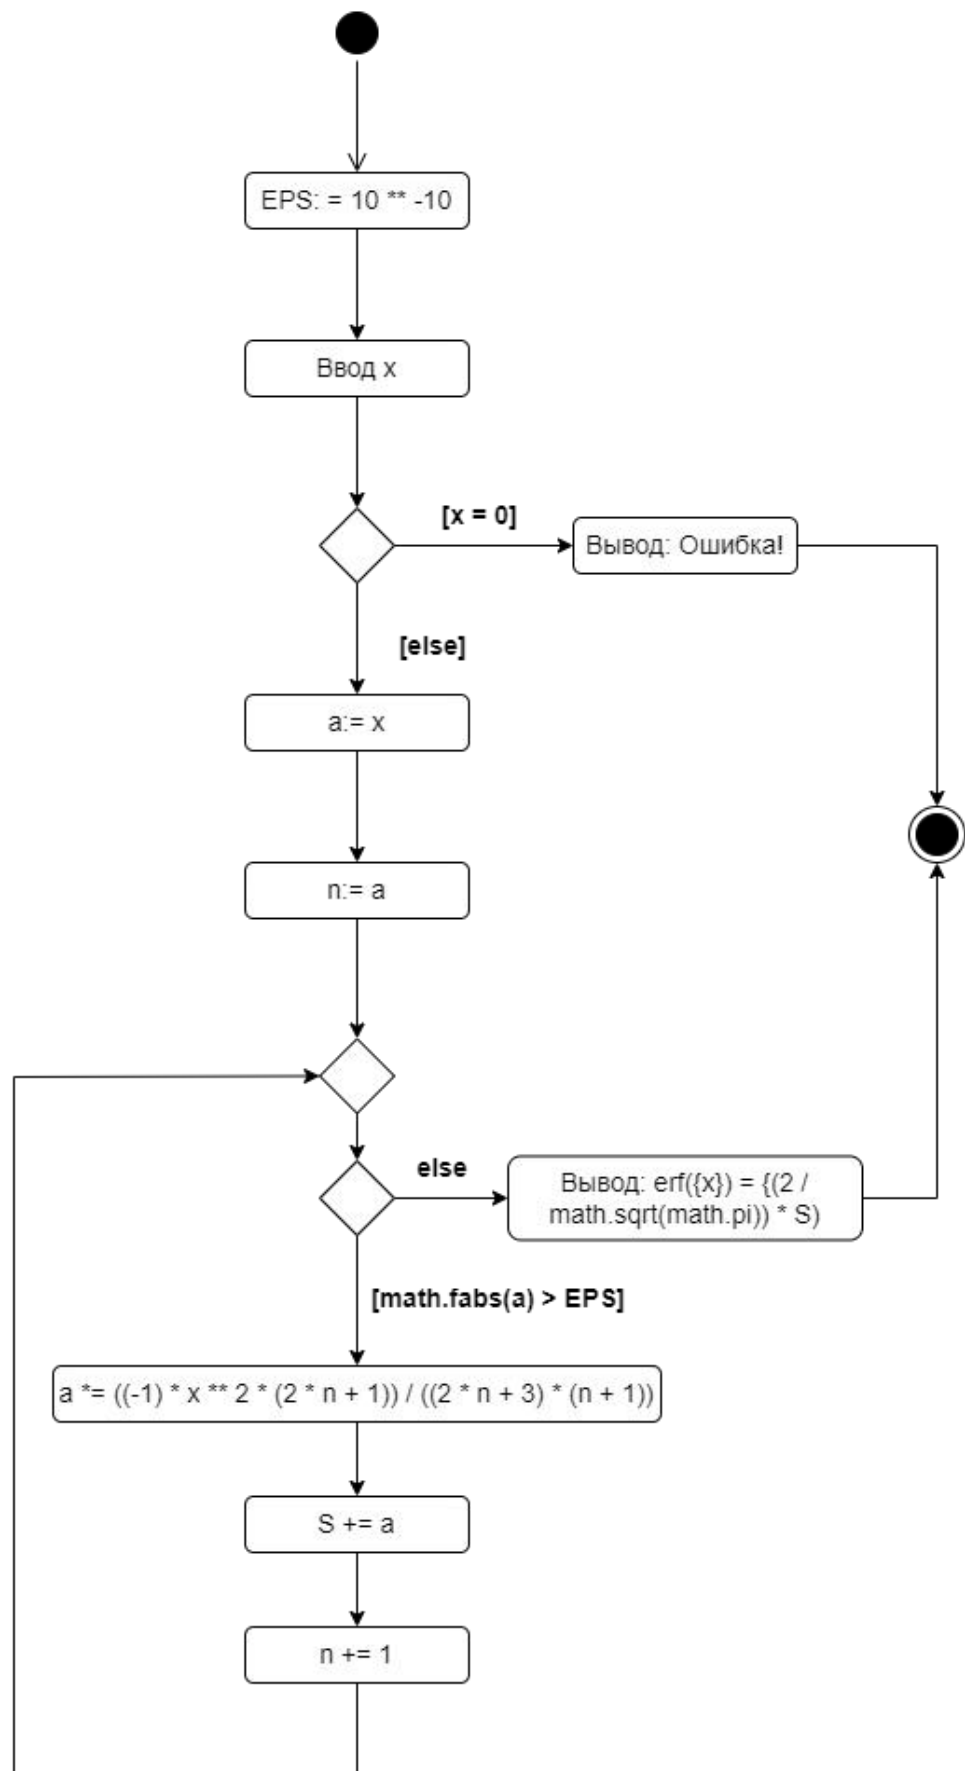 EPS: = 10 ** -10
Ввод x
[x = 0]
Вывод: Ошибка!
[else]
a:= x
n:= a
else
Вывод: erf({x}) = {(2 /
math.sqrt(math.pi)) * S)
[math.fabs(a) > EPS]
a *= ((-1) * x ** 2 * (2 * n + 1)) / ((2 * n + 3) * (n + 1))
S += a
n += 1